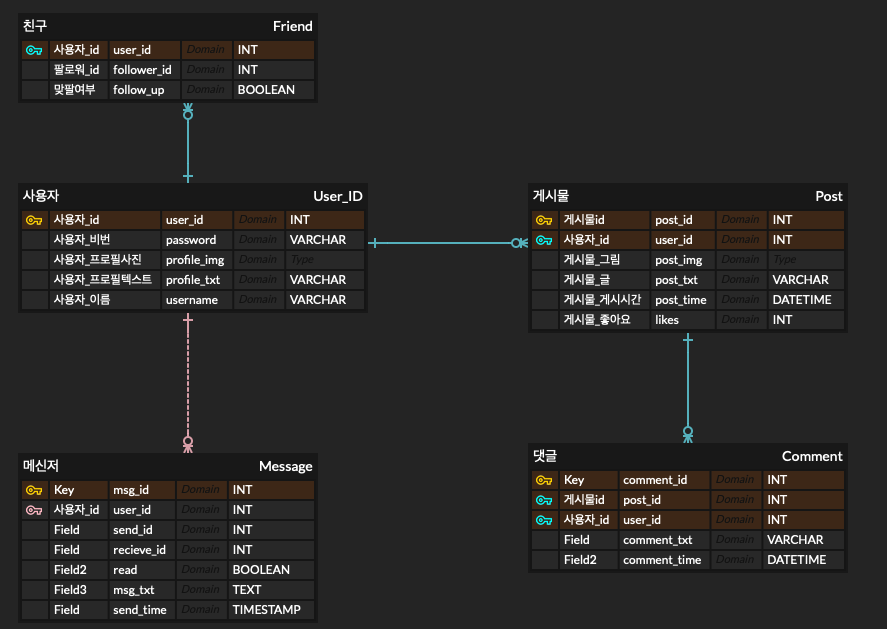 친구 Friend
사용자_id user_id Domain INT
팔로워_id follower_id Domain INT
맞팔여부 follow_up Domain BOOLEAN
사용자 User_ID
사용자_id user_id Domain INT
사용자_비번 password Domain VARCHAR
사용자_프로필사진 profile_img Domain Type
사용자_프로필텍스트 profile_txt Domain VARCHAR
사용자_이름 username Domain VARCHAR
게시물 Post
게시물id post_id Domain INT
사용자_id user_id Domain INT
게시물_그림 post_img Domain Type
게시물_글 post_txt Domain VARCHAR
게시물_게시시간 post_time Domain DATETIME
게시물_좋아요 likes Domain INT
메신저 Message
Key msg_id Domain INT
사용자_id user_id Domain INT
Field send_id Domain INT
Field recieve_id Domain INT
Field2 read Domain BOOLEAN
Field3 msg_txt Domain TEXT
Field send_time Domain TIMESTAMP
댓글 Comment
Key comment_id Domain INT
게시물id post_id Domain INT
사용자_id user_id Domain INT
Field comment_txt Domain VARCHAR
Field2 comment_time Domain DATETIME